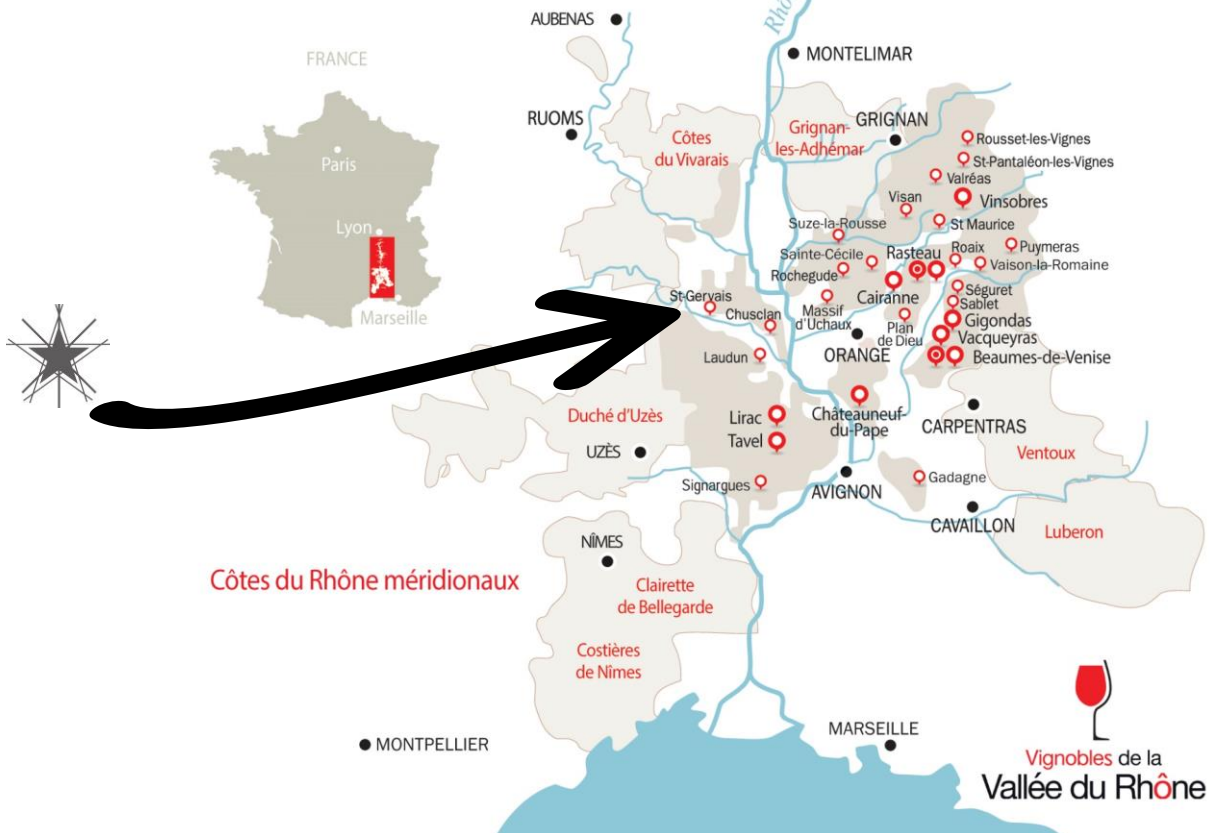 AUBENAS
Rhô
FRANCE
MONTELIMAR
RUOMS
Côtes
du Vivarais
Grignan-
les-Adhémar
GRIGNAN
Rousset-les-Vignes
St-Pantaléon-les-Vignes
Valréas
Paris
Visan
Vinsobres
Lyon
Suze-la-Rousse
St Maurice
Sainte-Cécile
Rasteau
Roaix
Puymeras
Rochegude
Vaison-la-Romaine
St-Gervais
Cairanne
Séguret
Sablet
Marseille
Chusclan
Massif
d'Uchaux
Plan
de Dieu
Gigondas
Vacqueyras
Laudun
ORANGE
Beaumes-de-Venise
Duché d'Uzès
Lirac
Châteauneuf-
du-Pape
CARPENTRAS
Tavel
UZÈS
Ventoux
Signargues
AVIGNON
Gadagne
CAVAILLON
Luberon
NÎMES
Côtes du Rhône méridionaux
Clairette
de Bellegarde
Costières
de Nîmes
MONTPELLIER
MARSEILLE
Vignobles de la
Vallée du Rhône